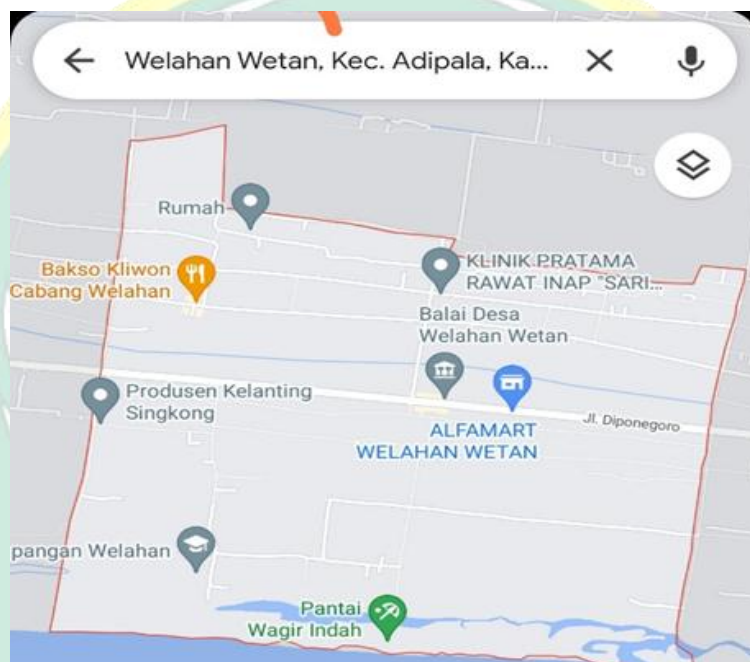 Welahan Wetan, Kec. Adipala, Ka...
Rumah
KLINIK PRATAMA
RAWAT INAP "SARI...
Bakso Kliwon
Cabang Welahan
Balai Desa
Welahan Wetan
Produsen Kelanting
Singkong
Jl. Diponegoro
ALFAMART
WELAHAN WETAN
pangan Welahan
Pantai
Wagir Indah